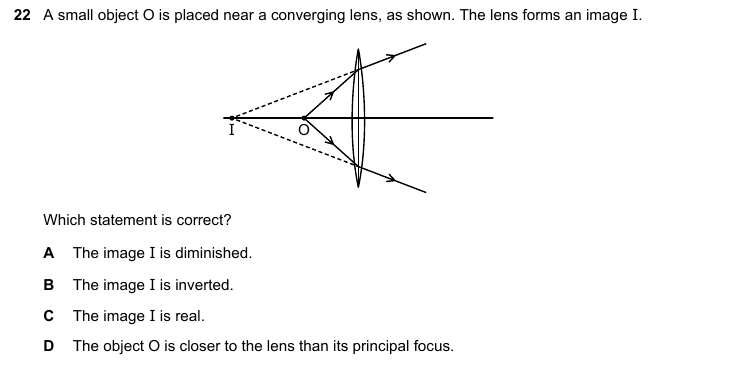 22 A small object O is placed near a converging lens, as shown. The lens forms an image I.
I
O
Which statement is correct?
A The image I is diminished.
B The image I is inverted.
C The image I is real.
D The object O is closer to the lens than its principal focus.